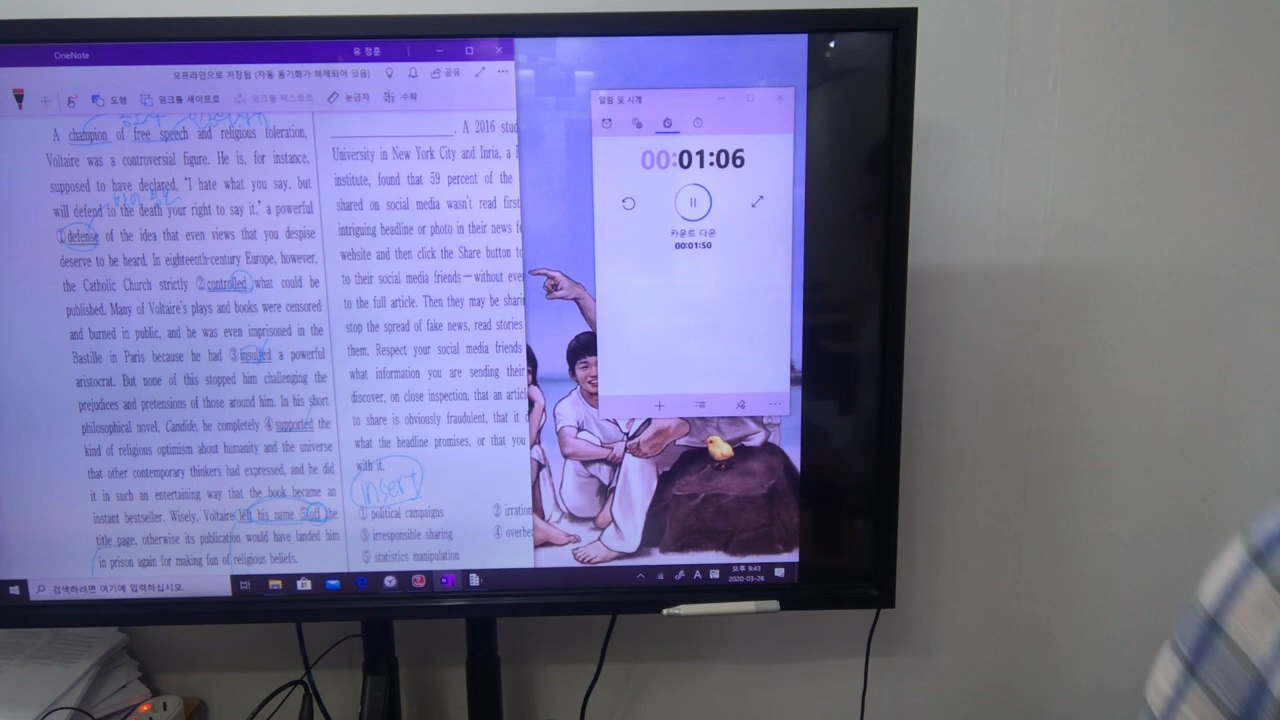 OneNote
유 정훈
오프라인으로 저장됨 (자동 동기화가 해제되어 있음)
공유
도형
잉크를 셰이프로
잉크를 텍스트로
눈금자
수학
A champion of free speech and religious toleration,
Voltaire was a controversial figure. He is, for instance,
supposed to have declared, "I hate what you say, but
will defend to the death your right to say it," a powerful
① defense of the idea that even views that you despise
deserve to be heard. In eighteenth-century Europe, however,
the Catholic Church strictly ② controlled what could be
published. Many of Voltaire's plays and books were censored
and burned in public, and he was even imprisoned in the
Bastille in Paris because he had ③ insulted a powerful
aristocrat. But none of this stopped him challenging the
prejudices and pretensions of those around him. In his short
philosophical novel, Candide, he completely ④ supported the
kind of religious optimism about humanity and the universe
that other contemporary thinkers had expressed, and he did
it in such an entertaining way that the book became an
instant bestseller. Wisely, Voltaire left his name ⑤ off the
title page, otherwise its publication would have landed him
in prison again for making fun of religious beliefs.
. A 2016 stud
University in New York City and Inria, a
institute, found that 59 percent of the
shared on social media wasn't read first
intriguing headline or photo in their news f
website and then click the Share button to
to their social media friends—without eve
to the full article. Then they may be shari
stop the spread of fake news, read stories
them. Respect your social media friends
what information you are sending their
discover, on close inspection, that an articl
to share is obviously fraudulent, that it d
what the headline promises, or that you
with it.
insert
① political campaigns
② irration
③ irresponsible sharing
④ overhe
⑤ statistics manipulation
알람 및 시계
00:01:06
카운트 다운
00:01:50
검색하려면 여기에 입력하십시오.
A
오후 9:43
2020-03-26